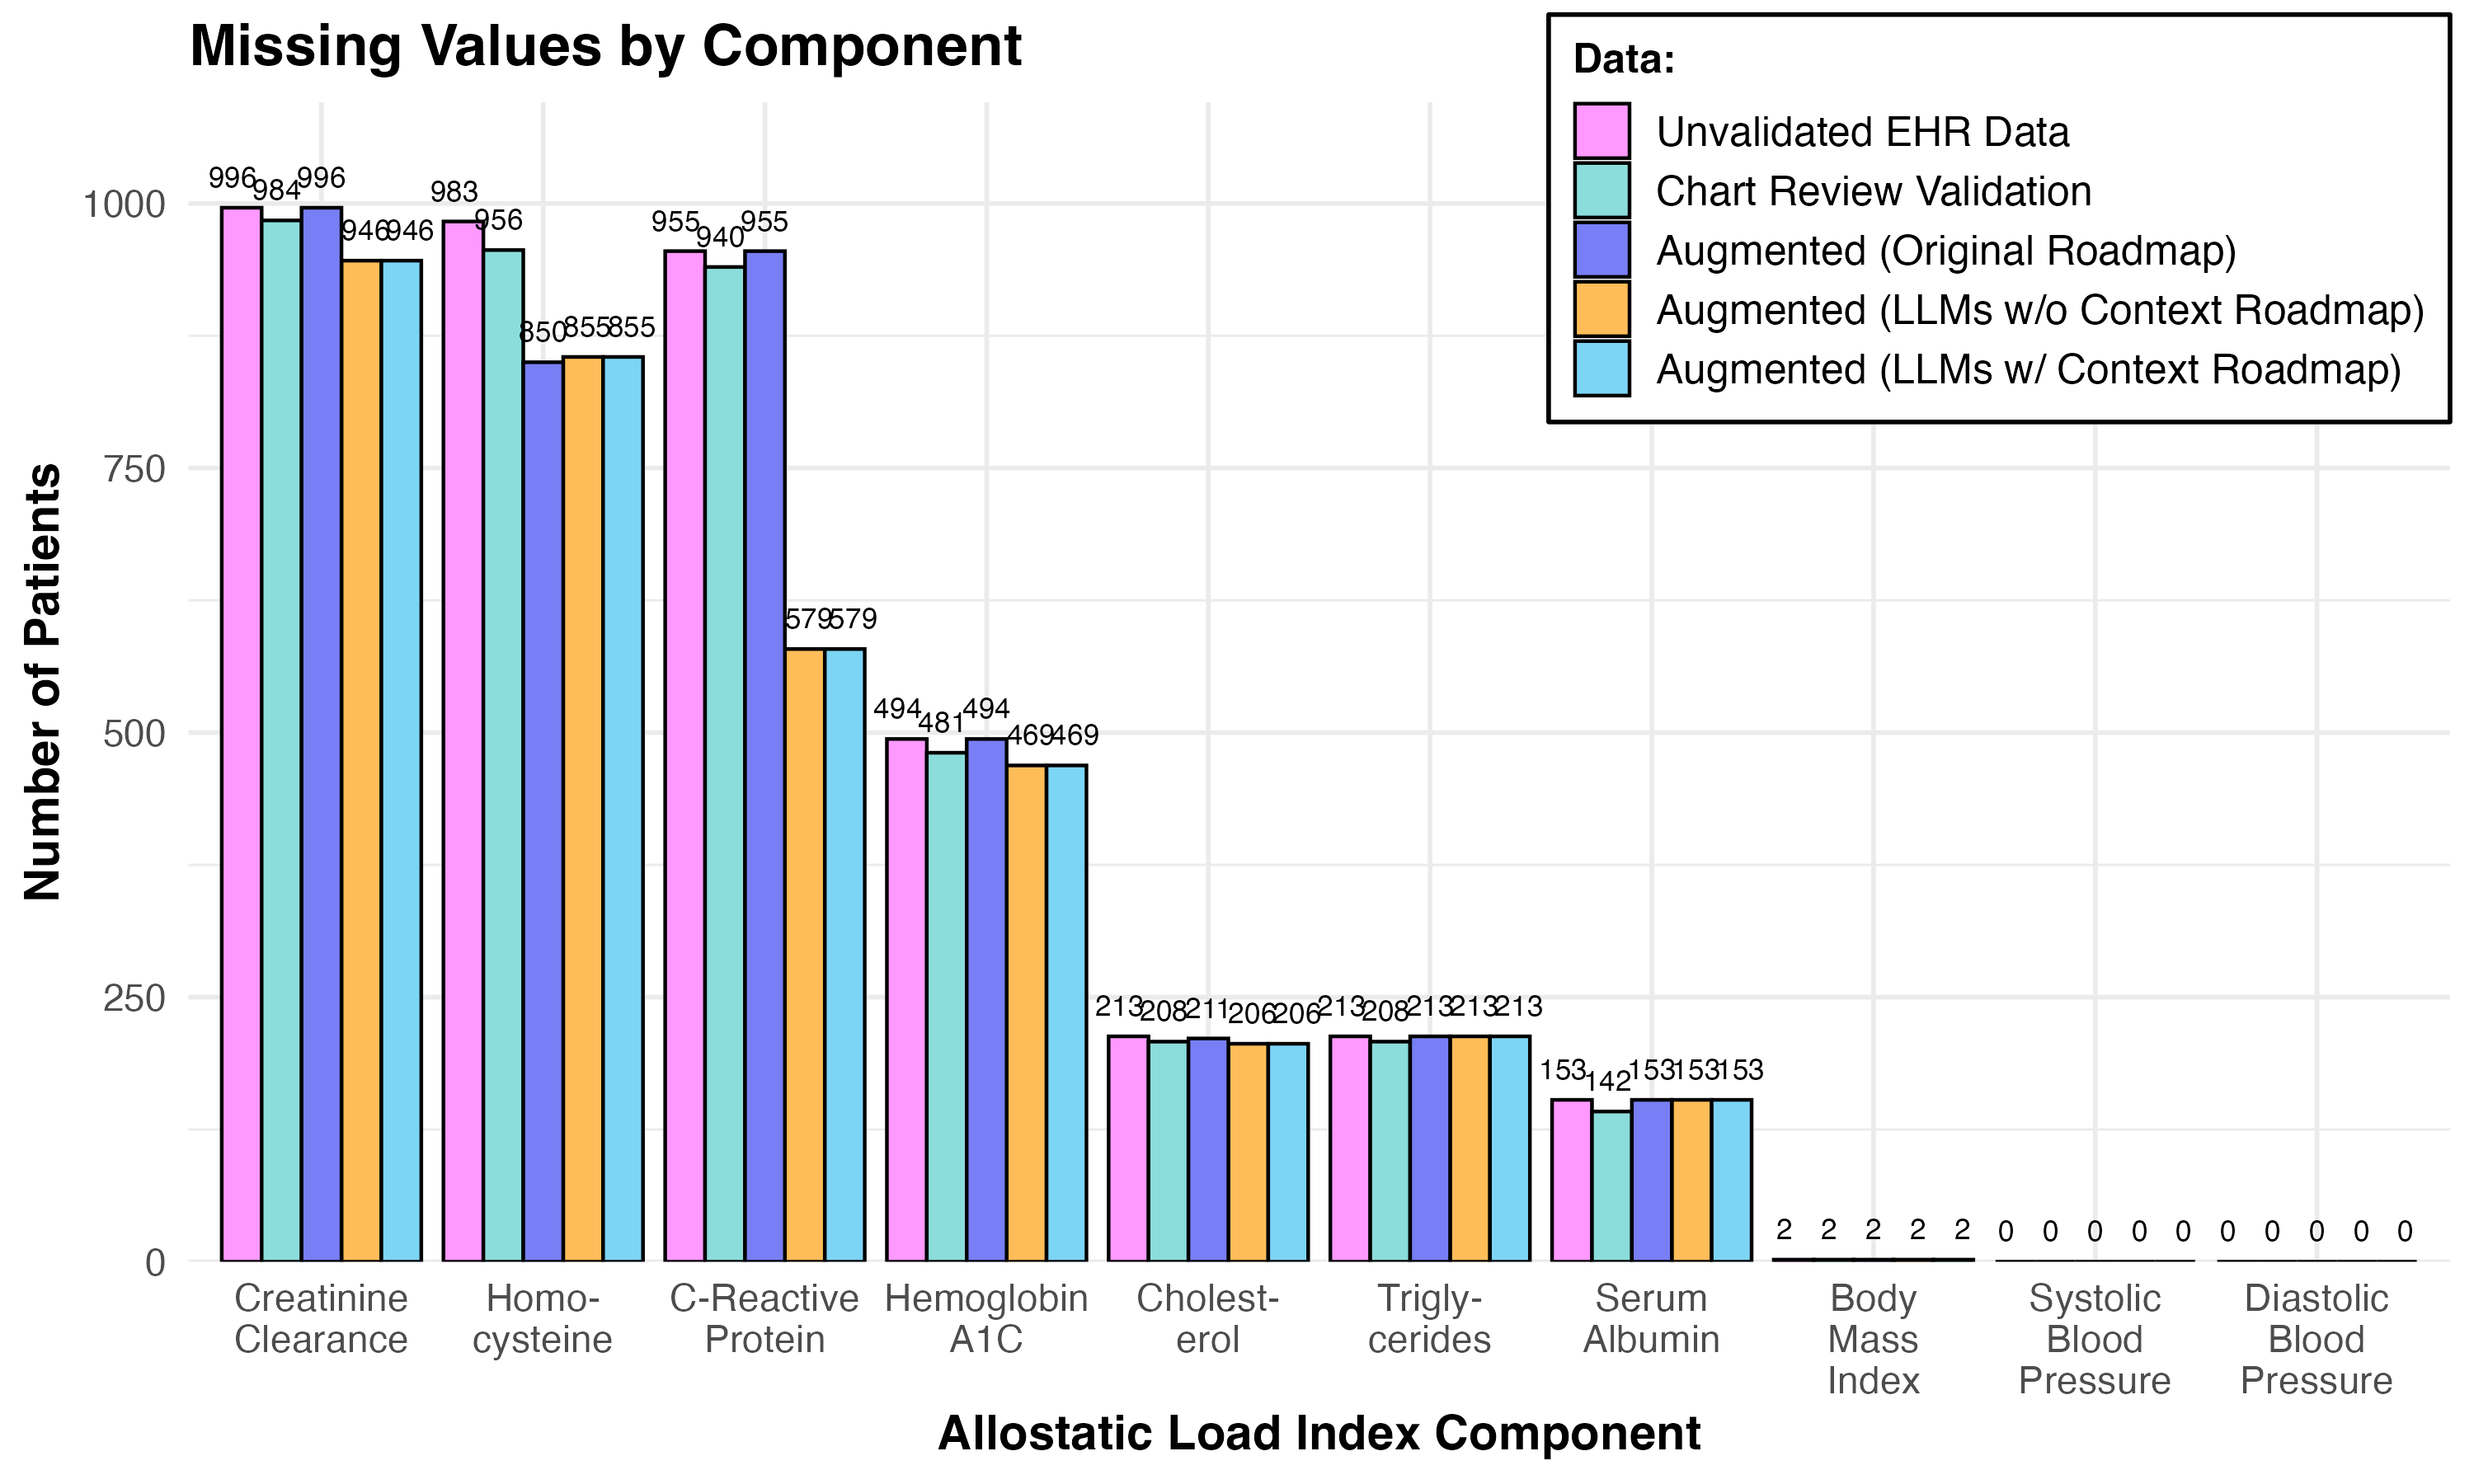 Missing Values by Component
Data:
Unvalidated EHR Data
Chart Review Validation
Augmented (Original Roadmap)
Augmented (LLMs w/o Context Roadmap)
Augmented (LLMs w/ Context Roadmap)
Number of Patients
1000
750
500
250
0
996 984 996 946 946
983 956 850 855 855
955 940 955 579 579
494 481 494 469 469
213 208 211 206 206
213 208 213 213 213
153 142 153 153 153
2 2 2 2 2
0 0 0 0 0
0 0 0 0 0
Creatinine
Clearance
Homo-
cysteine
C-Reactive
Protein
Hemoglobin
A1C
Cholest-
erol
Trigly-
cerides
Serum
Albumin
Body
Mass
Index
Systolic
Blood
Pressure
Diastolic
Blood
Pressure
Allostatic Load Index Component